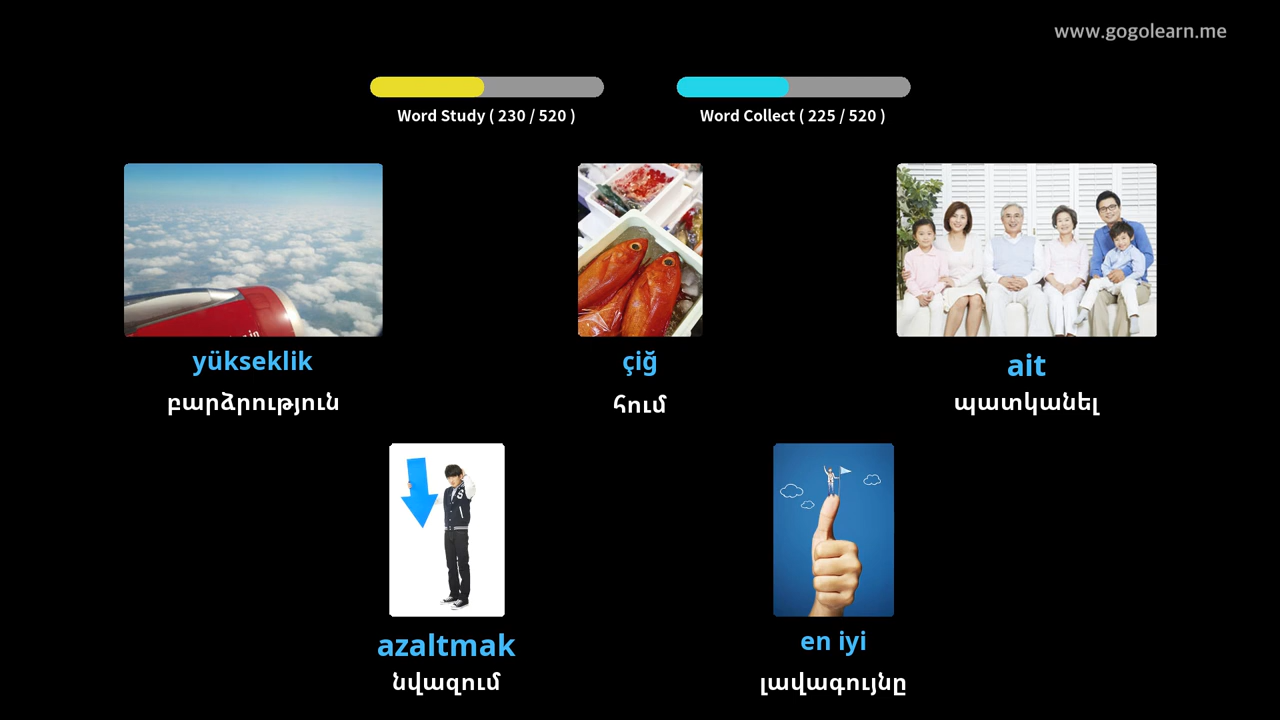 www.gogolearn.me
Word Study ( 230 / 520 )
Word Collect ( 225 / 520 )
yükseklik
բարձրություն
çiğ
հում
ait
պատկանել
azaltmak
նվազում
en iyi
լավագույնը